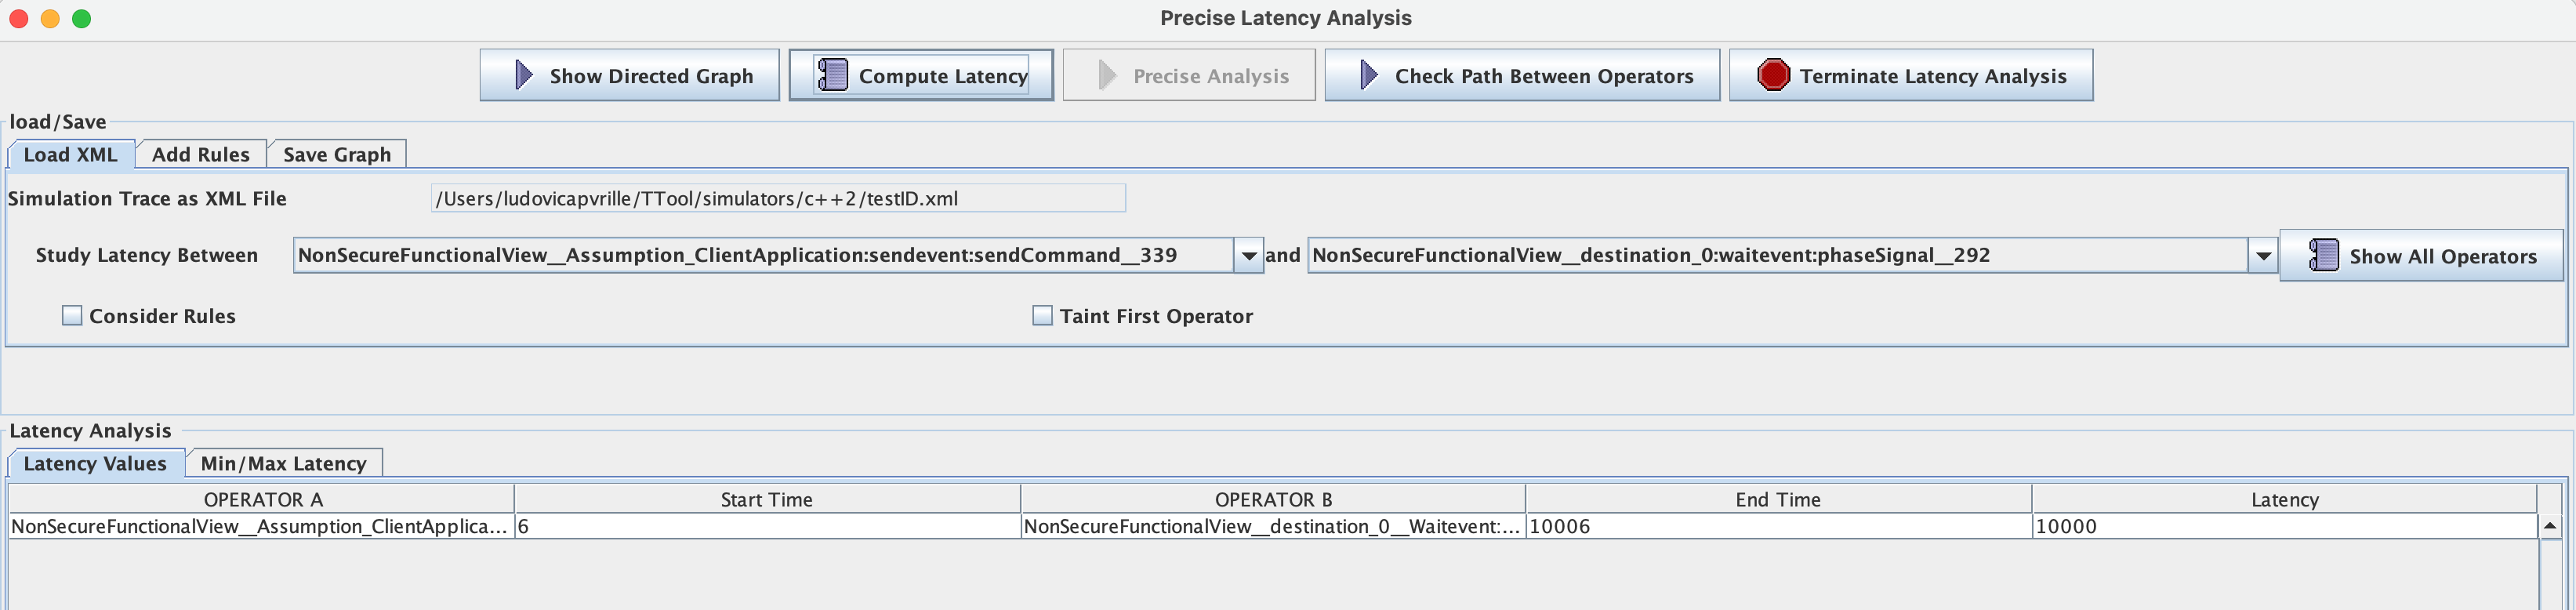 Precise Latency Analysis
Show Directed Graph Compute Latency Precise Analysis Check Path Between Operators Terminate Latency Analysis
load/Save
Load XML Add Rules Save Graph
Simulation Trace as XML File /Users/ludovicapvrille/TTool/simulators/c++2/testID.xml
Study Latency Between NonSecureFunctionalView__Assumption_ClientApplication:sendevent:sendCommand__339 and NonSecureFunctionalView__destination_0:waitevent:phaseSignal__292 Show All Operators
Consider Rules Taint First Operator
Latency Analysis
Latency Values Min/Max Latency
OPERATOR A Start Time OPERATOR B End Time Latency
NonSecureFunctionalView__Assumption_ClientApplica... 6 NonSecureFunctionalView__destination_0__Waitevent:... 10006 10000